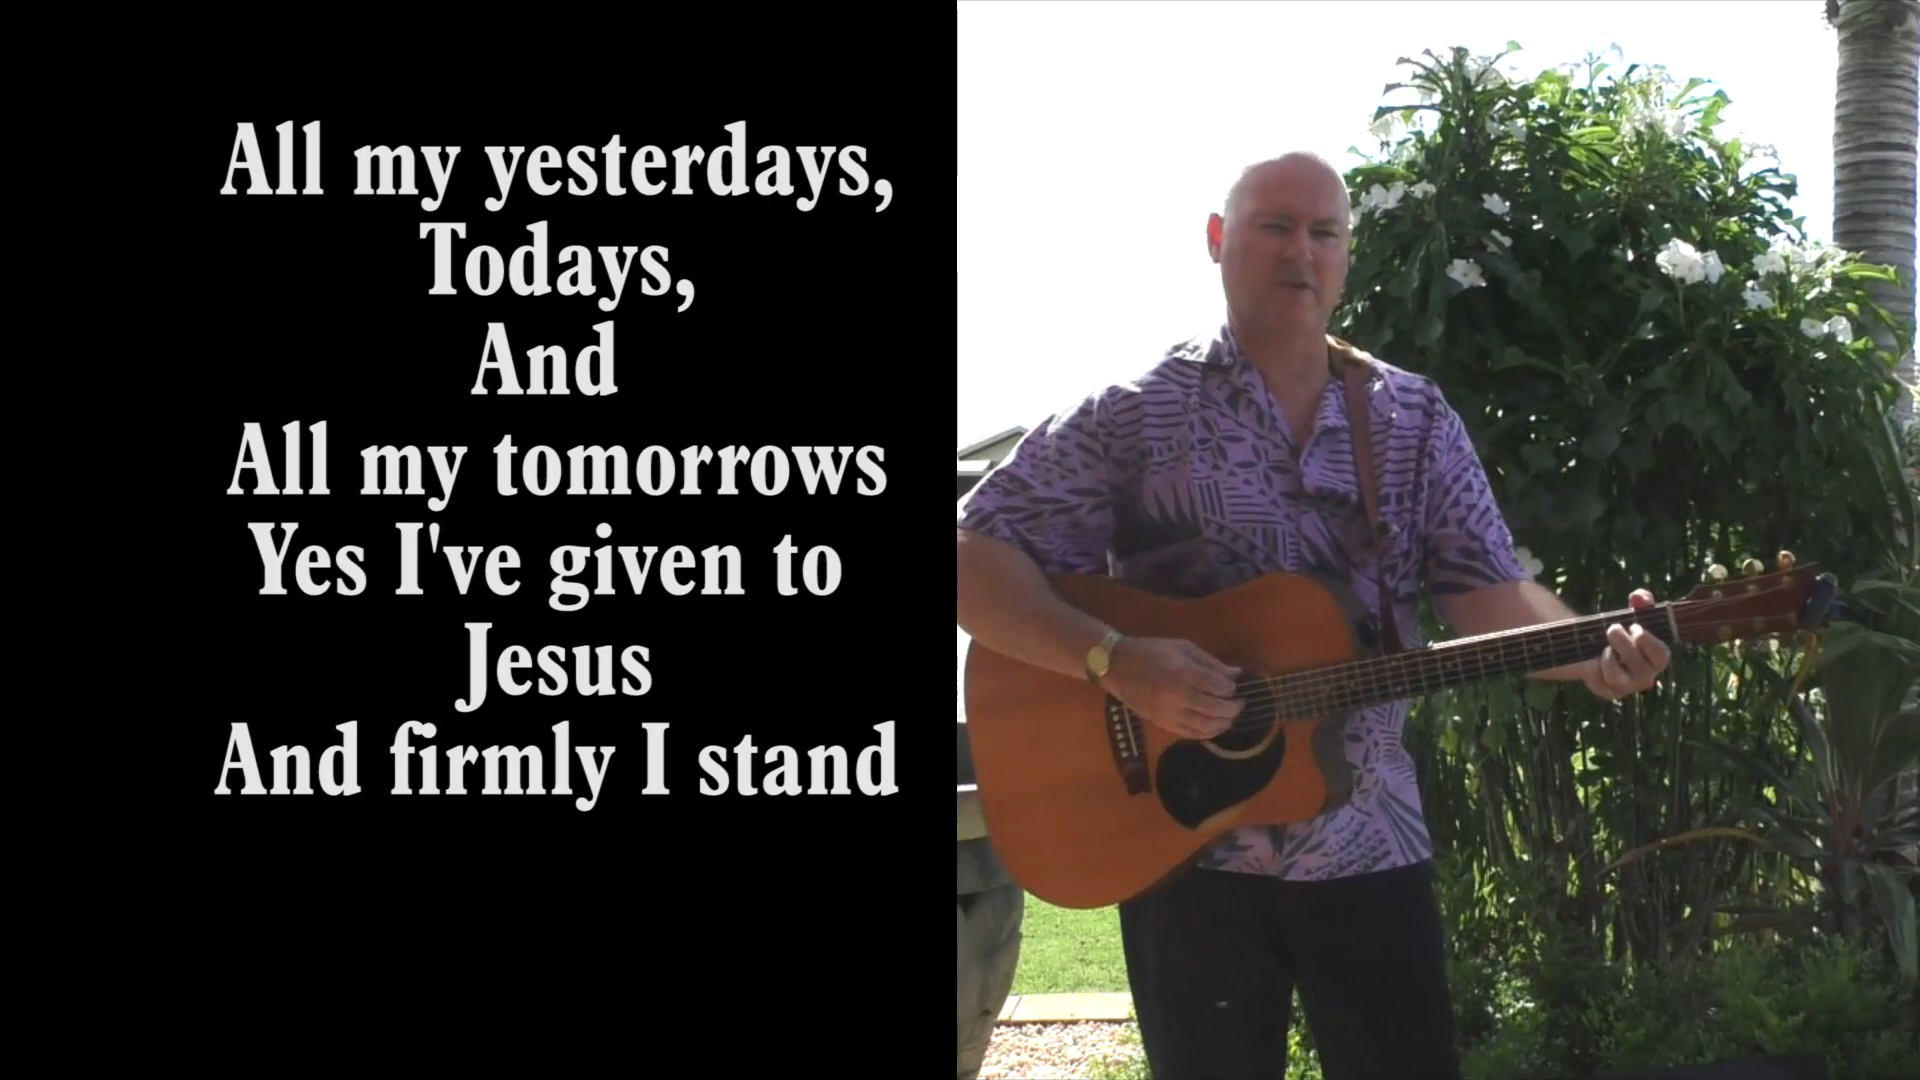 All my yesterdays,
Todays,
And
All my tomorrows
Yes I've given to
Jesus
And firmly I stand